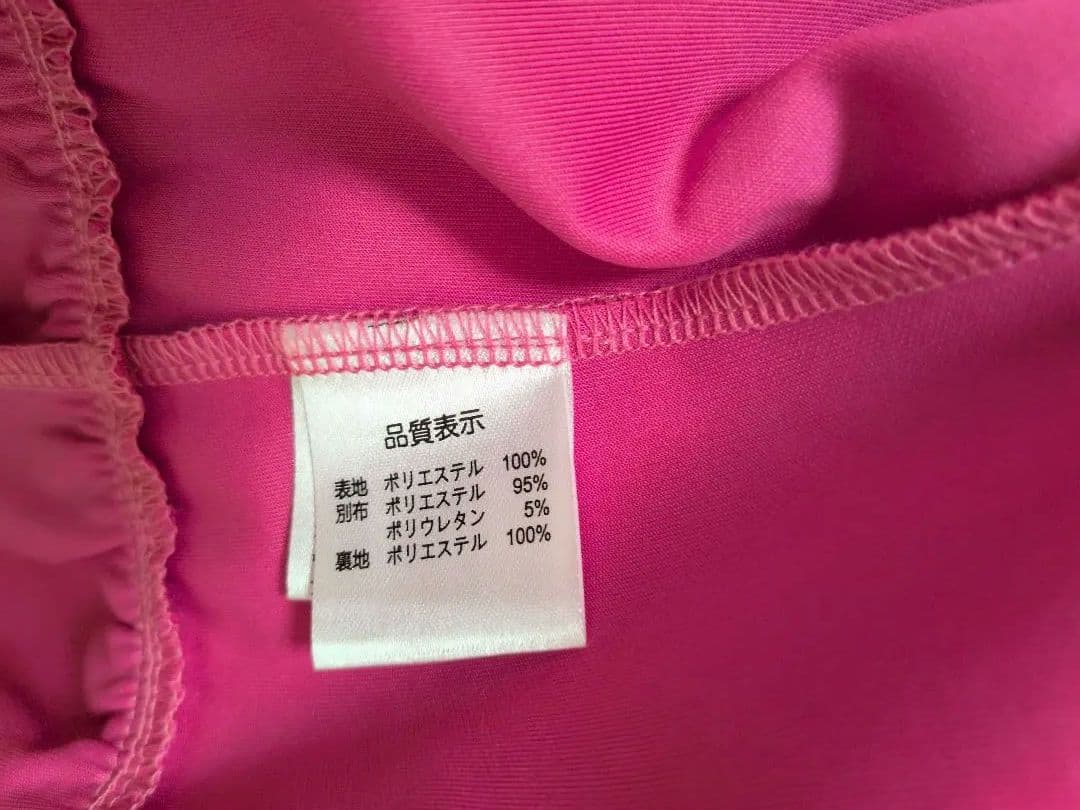 品質表示
表地 ポリエステル 100%
別布 ポリエステル 95%
ポリウレタン 5%
裏地 ポリエステル 100%